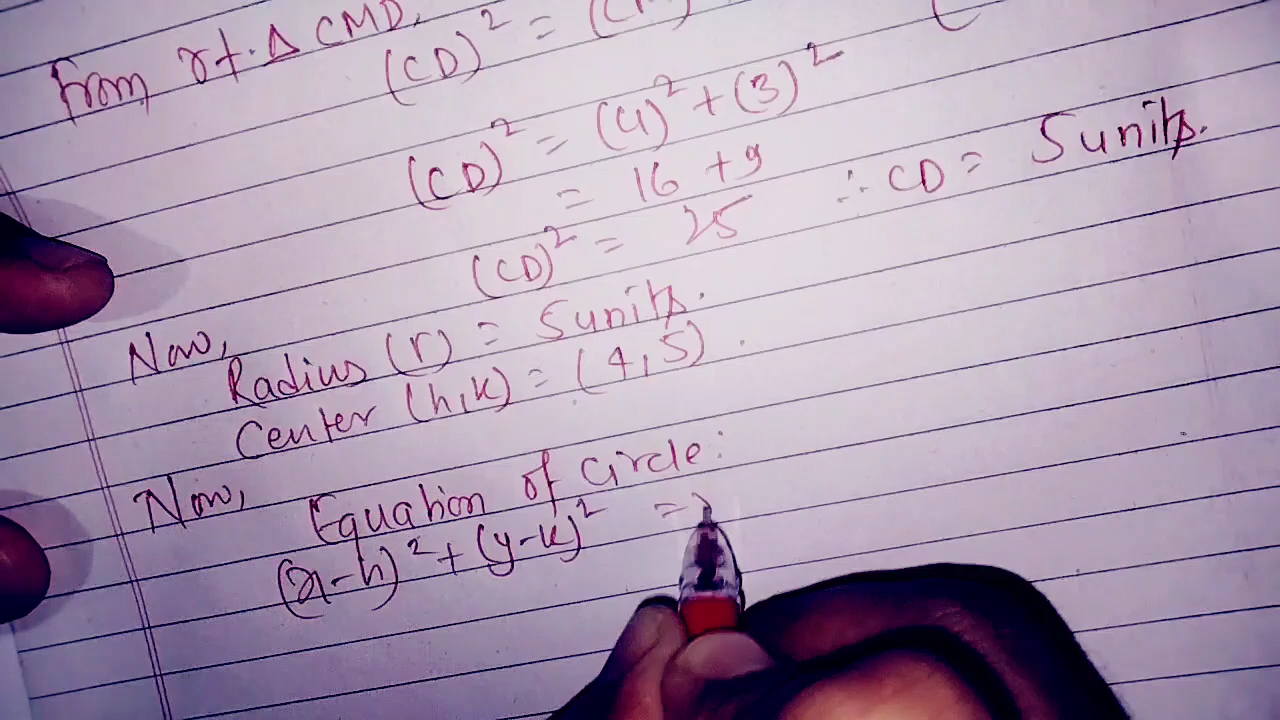 From rt. Δ CMD,
(CD)² = (C
(CD)² = (4)² + (3)²
= 16 + 9
(CD)² = 25 ∴ CD = 5 units.
Now,
Radius (r) = 5 units.
Center (h, k) = (4, 5).
Now, Equation of Circle:
(x-h)² + (y-k)² =